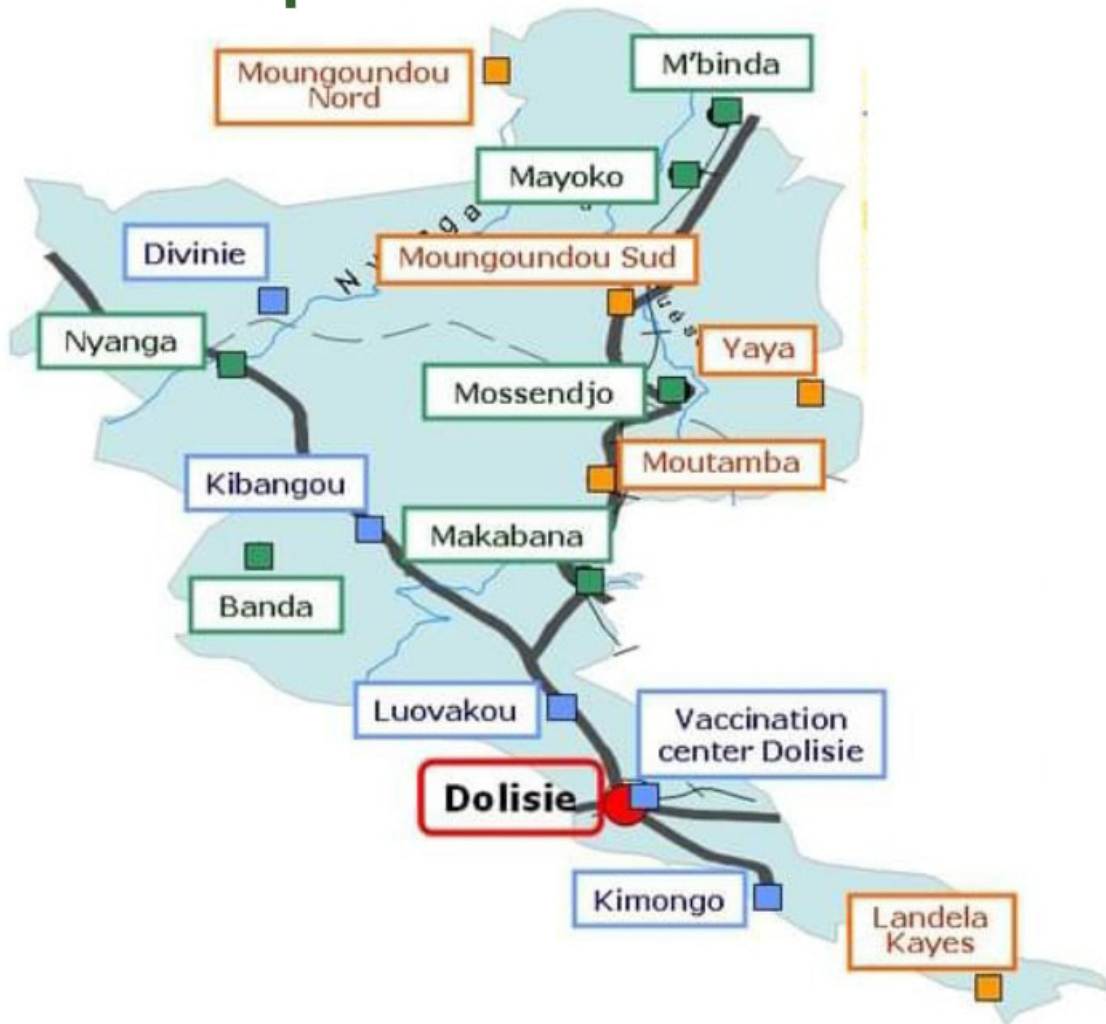 Moungoundou
Nord
M'binda
Mayoko
Divinie
Moungoundou Sud
Nyanga
Yaya
Mossendjo
Kibangou
Moutamba
Makabana
Banda
Luovakou
Vaccination
center Dolisie
Dolisie
Kimongo
Landela
Kayes